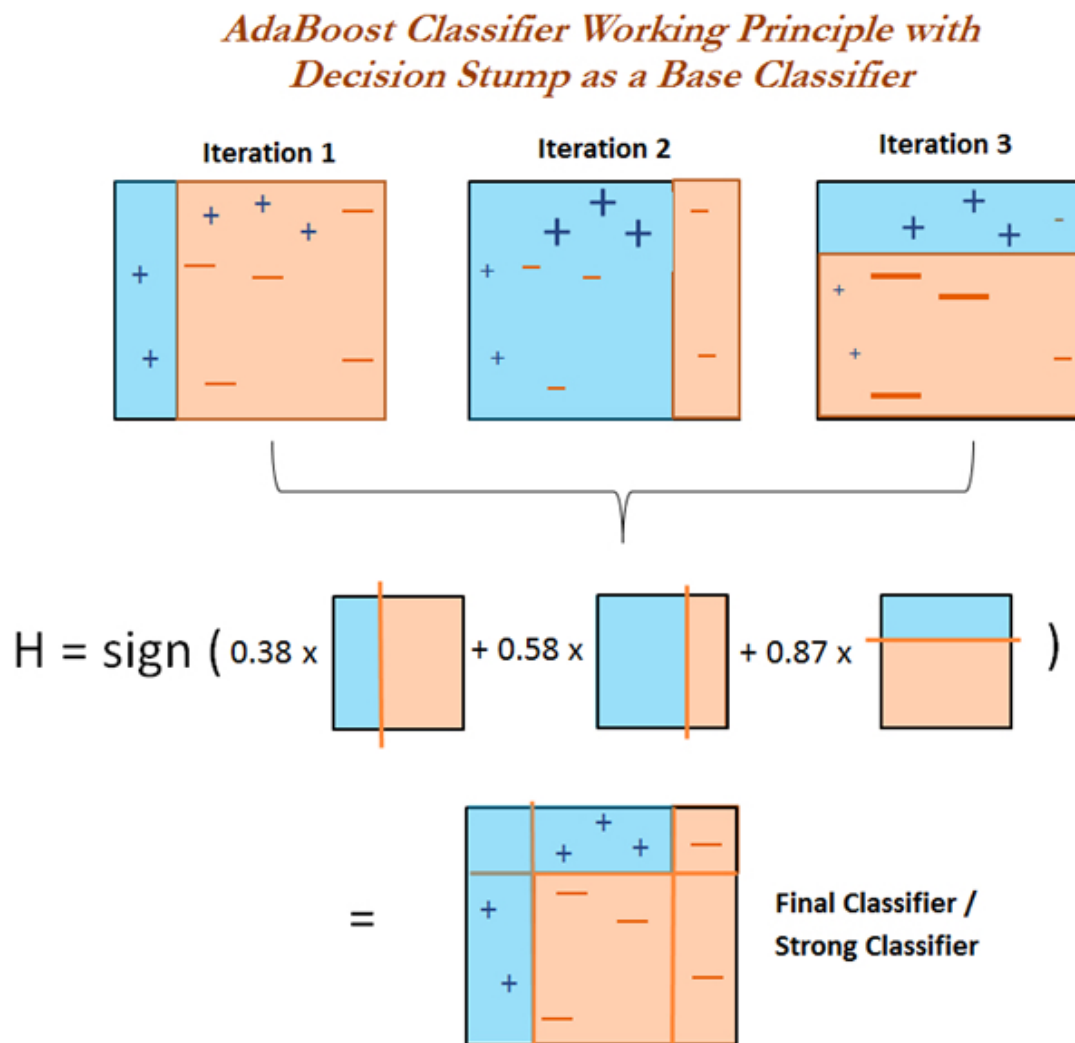 AdaBoost Classifier Working Principle with
Decision Stump as a Base Classifier
Iteration 1
Iteration 2
Iteration 3
H = sign ( 0.38 x + 0.58 x + 0.87 x )
=
Final Classifier /
Strong Classifier